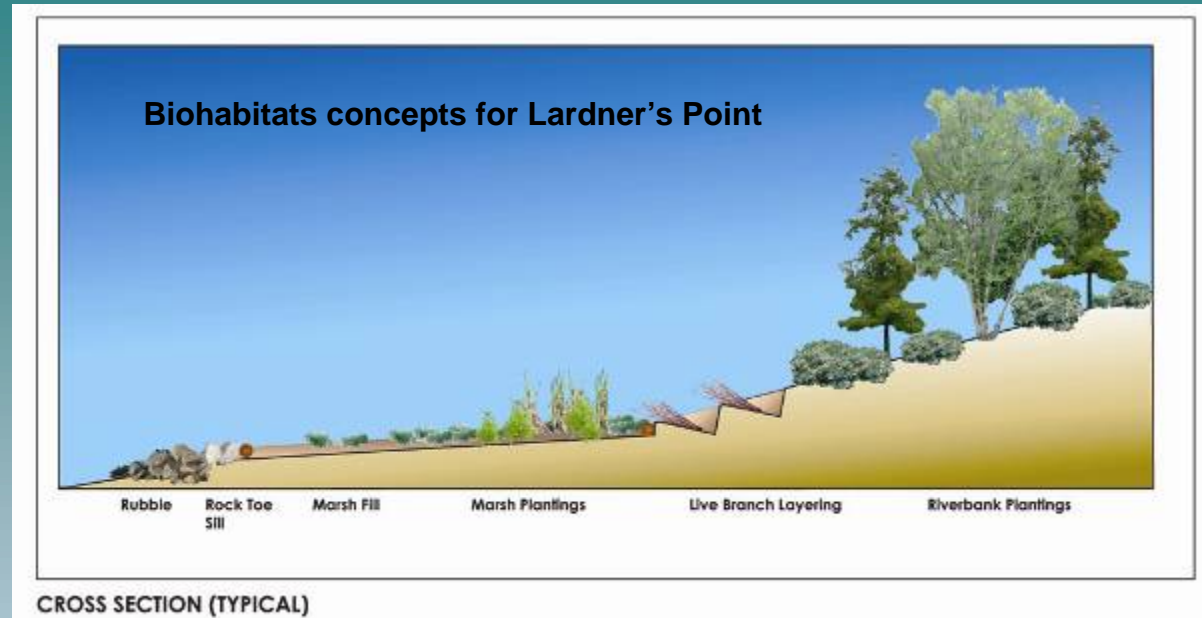 Biohabitats concepts for Lardner’s Point
Rubble
Rock Toe
Sill
Marsh Fill
Marsh Plantings
Live Branch Layering
Riverbank Plantings
CROSS SECTION (TYPICAL)